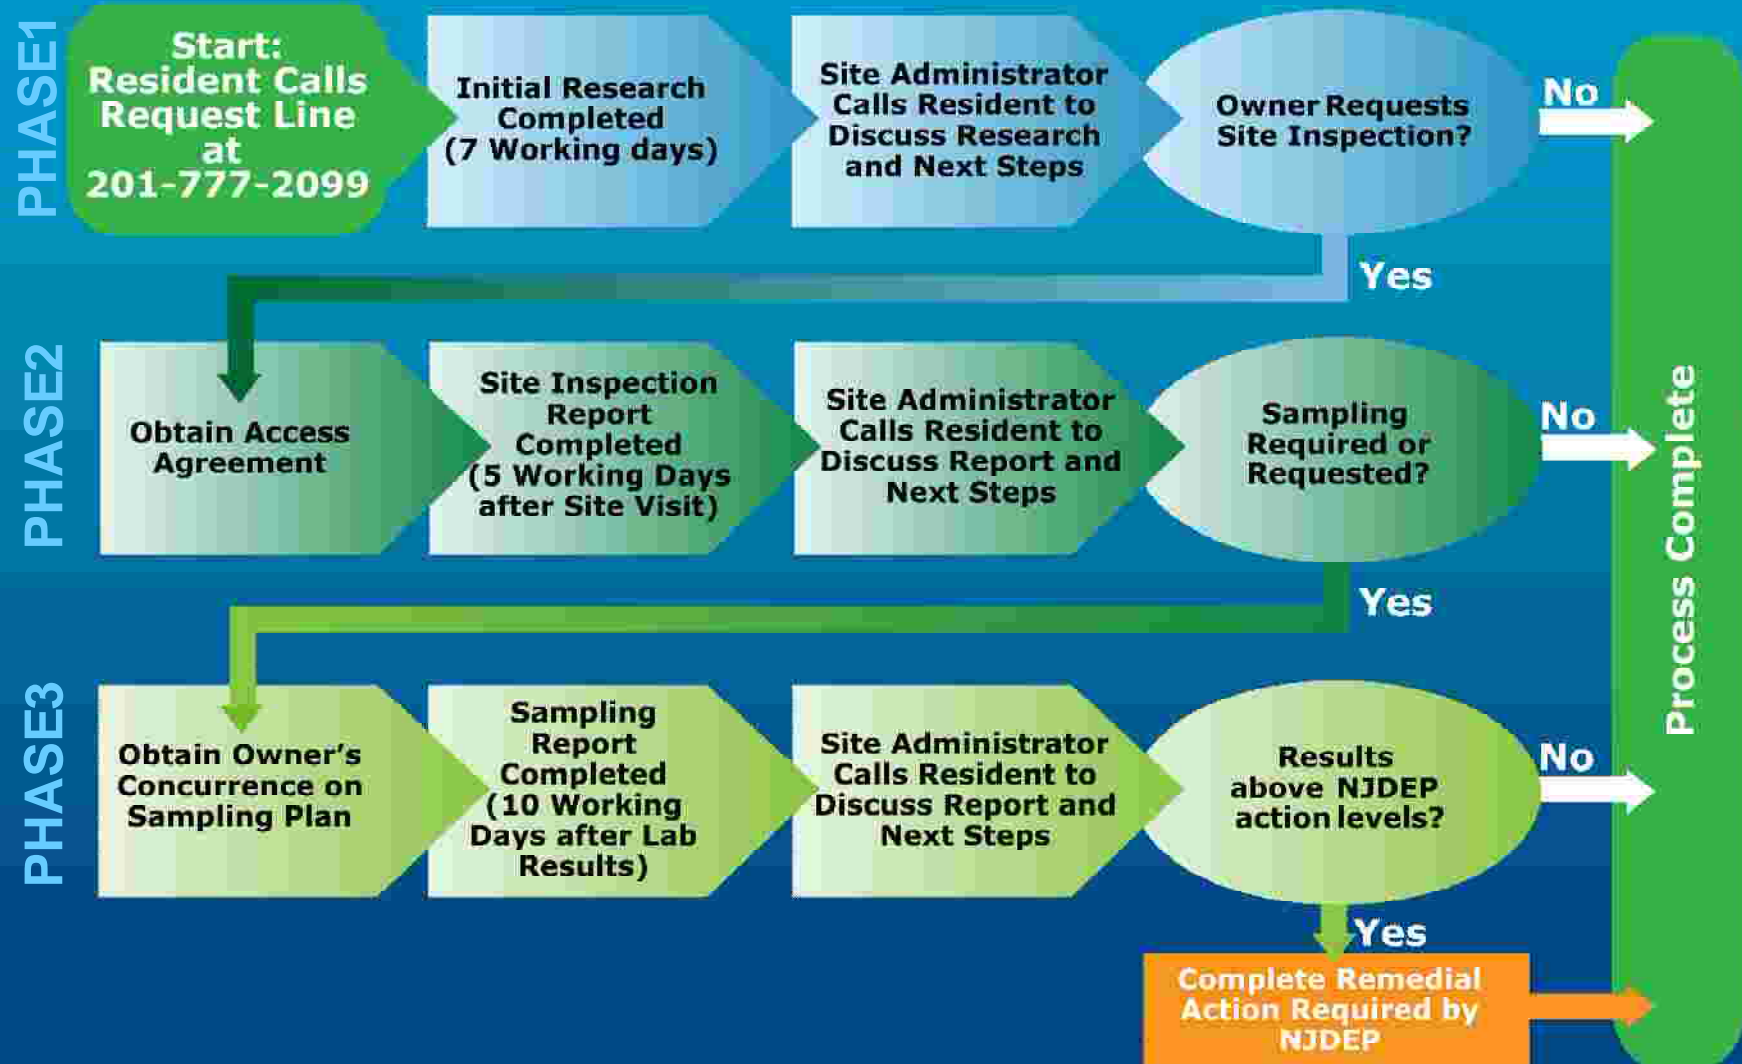 PHASE1
Start:
Resident Calls
Request Line
at
201-777-2099
Initial Research
Completed
(7 Working days)
Site Administrator
Calls Resident to
Discuss Research
and Next Steps
Owner Requests
Site Inspection?
No
Yes
PHASE2
Obtain Access
Agreement
Site Inspection
Report
Completed
(5 Working Days
after Site Visit)
Site Administrator
Calls Resident to
Discuss Report and
Next Steps
Sampling
Required or
Requested?
No
Yes
PHASE3
Obtain Owner’s
Concurrence on
Sampling Plan
Sampling
Report
Completed
(10 Working
Days after Lab
Results)
Site Administrator
Calls Resident to
Discuss Report and
Next Steps
Results
above NJDEP
action levels?
No
Yes
Complete Remedial
Action Required by
NJDEP
Process Complete